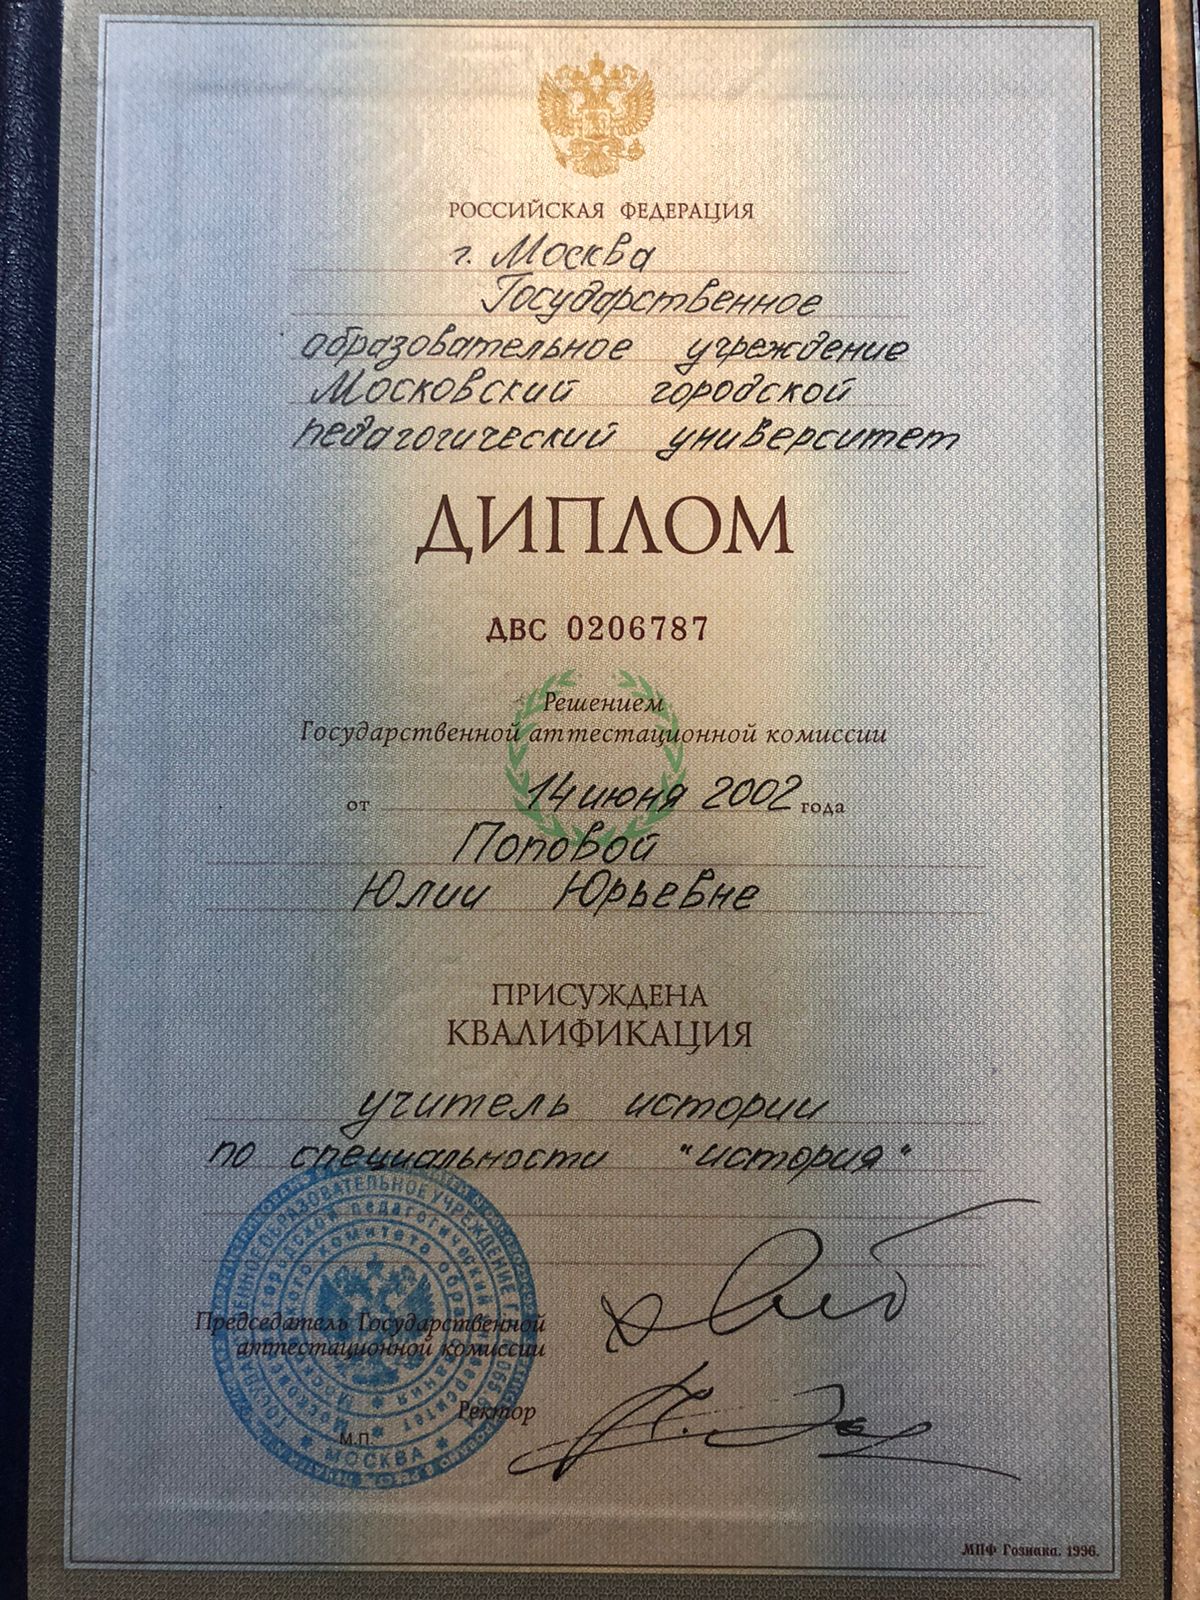 РОССИЙСКАЯ ФЕДЕРАЦИЯ
г. Москва
Государственное
образовательное учреждение
Московский городской
педагогический университет
ДИПЛОМ
ДВС 0206787
Решением
Государственной аттестационной комиссии
от 14 июня 2002 года
Поповой
Юлии Юрьевне
ПРИСУЖДЕНА
КВАЛИФИКАЦИЯ
учитель истории
по специальности "история"
Председатель Государственной
аттестационной комиссии
Ректор
М.П.
МОСКВА
МПФ Гознака. 1996.